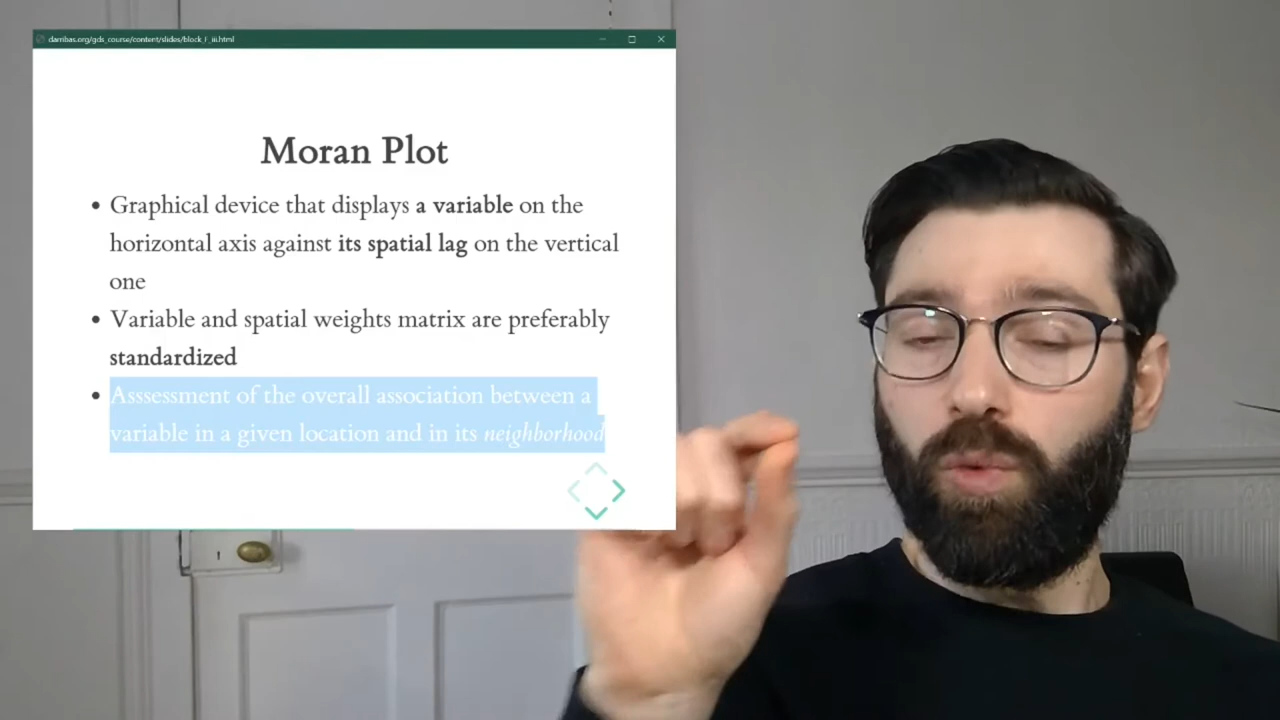 darribas.org/gds_course/content/slides/block_F_iii.html
Moran Plot
• Graphical device that displays a variable on the
horizontal axis against its spatial lag on the vertical
one
• Variable and spatial weights matrix are preferably
standardized
• Asssessment of the overall association between a
variable in a given location and in its neighborhood